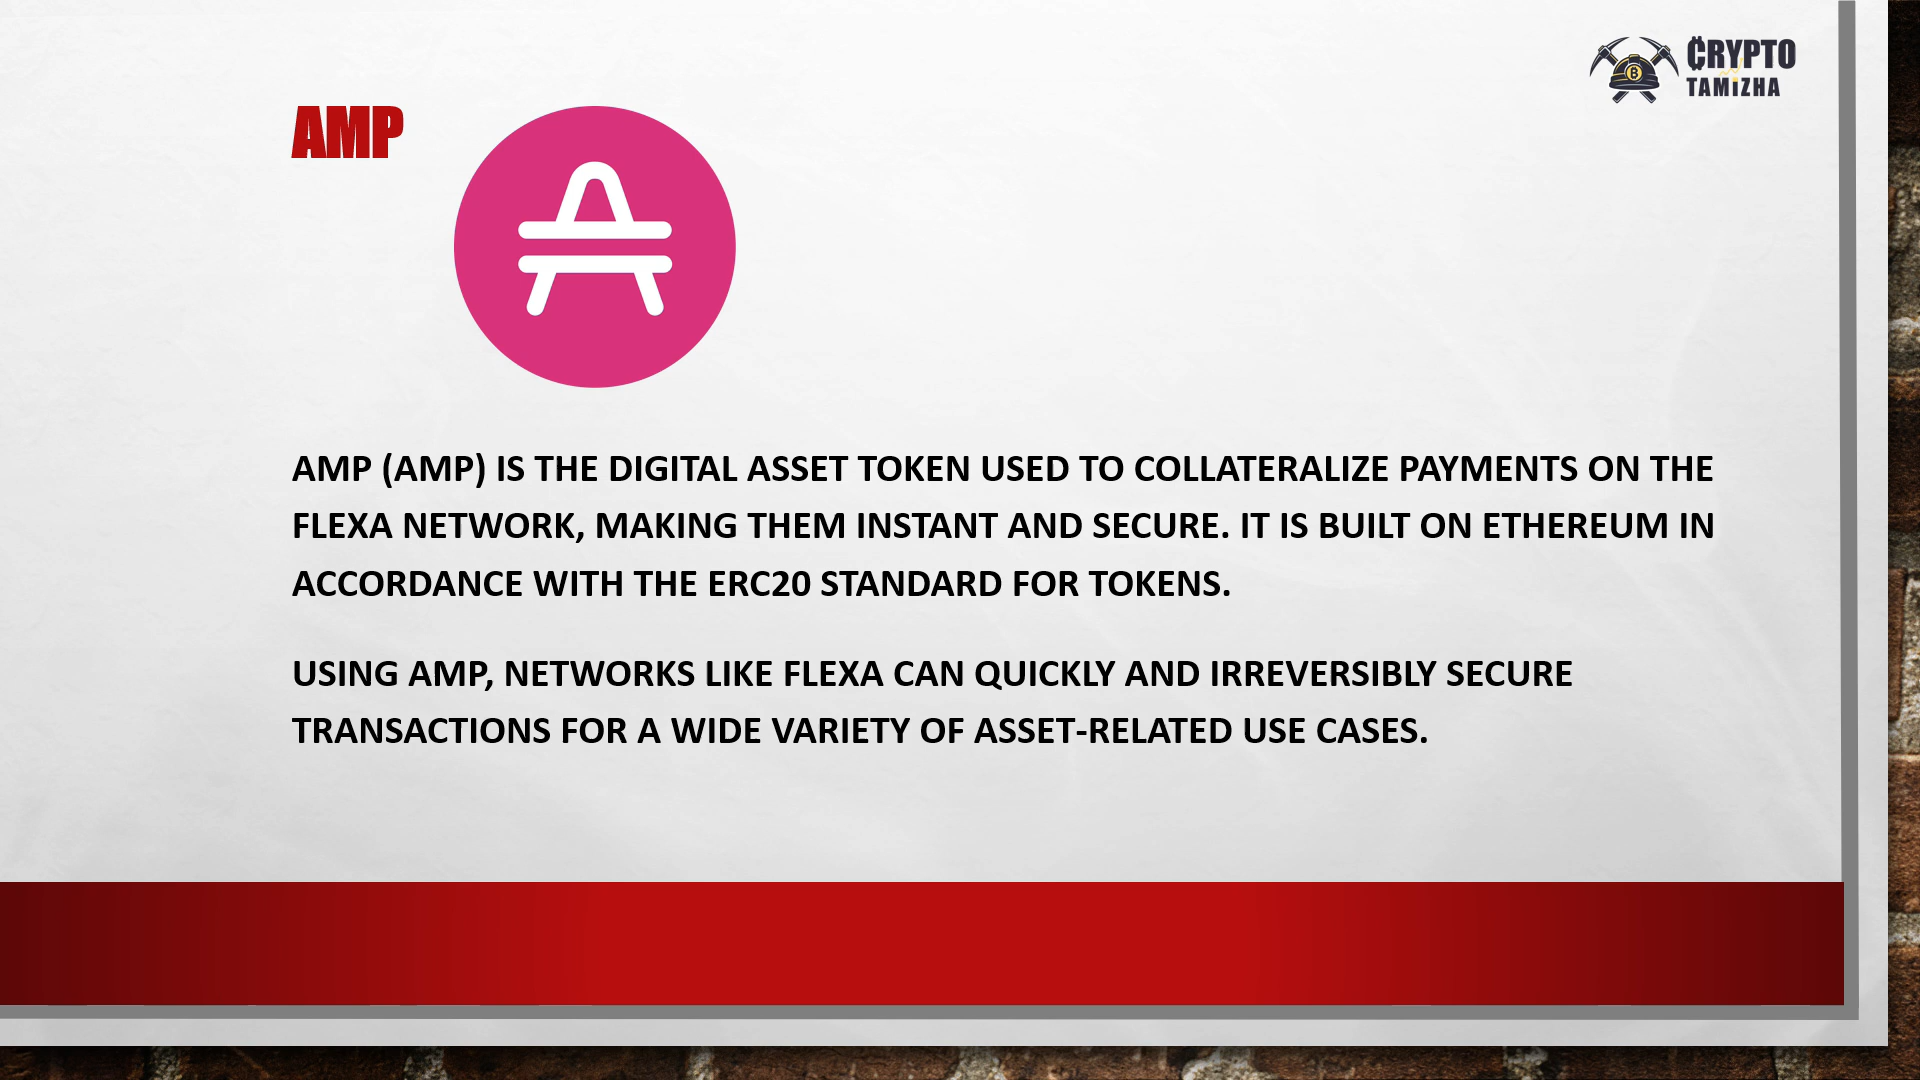 CRYPTO
TAMIZHA
AMP
AMP (AMP) IS THE DIGITAL ASSET TOKEN USED TO COLLATERALIZE PAYMENTS ON THE
FLEXA NETWORK, MAKING THEM INSTANT AND SECURE. IT IS BUILT ON ETHEREUM IN
ACCORDANCE WITH THE ERC20 STANDARD FOR TOKENS.
USING AMP, NETWORKS LIKE FLEXA CAN QUICKLY AND IRREVERSIBLY SECURE
TRANSACTIONS FOR A WIDE VARIETY OF ASSET-RELATED USE CASES.